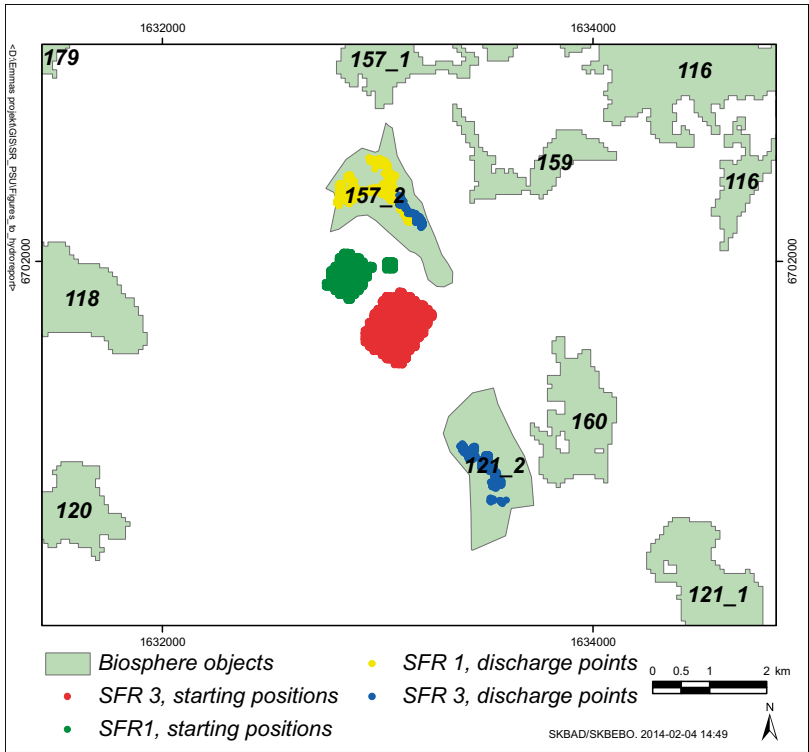 1632000 1634000
<D:\Emmas projekt\GIS\SR_PSU\Figures_to_hydroreport>
179
157_1
116
159
116
157_2
6702000 6702000
118
160
121_2
120
121_1
1632000 1634000
Biosphere objects
SFR 3, starting positions
SFR1, starting positions
SFR 1, discharge points
SFR 3, discharge points
0 0.5 1 2 km
N
SKBAD/SKBEBO. 2014-02-04 14:49